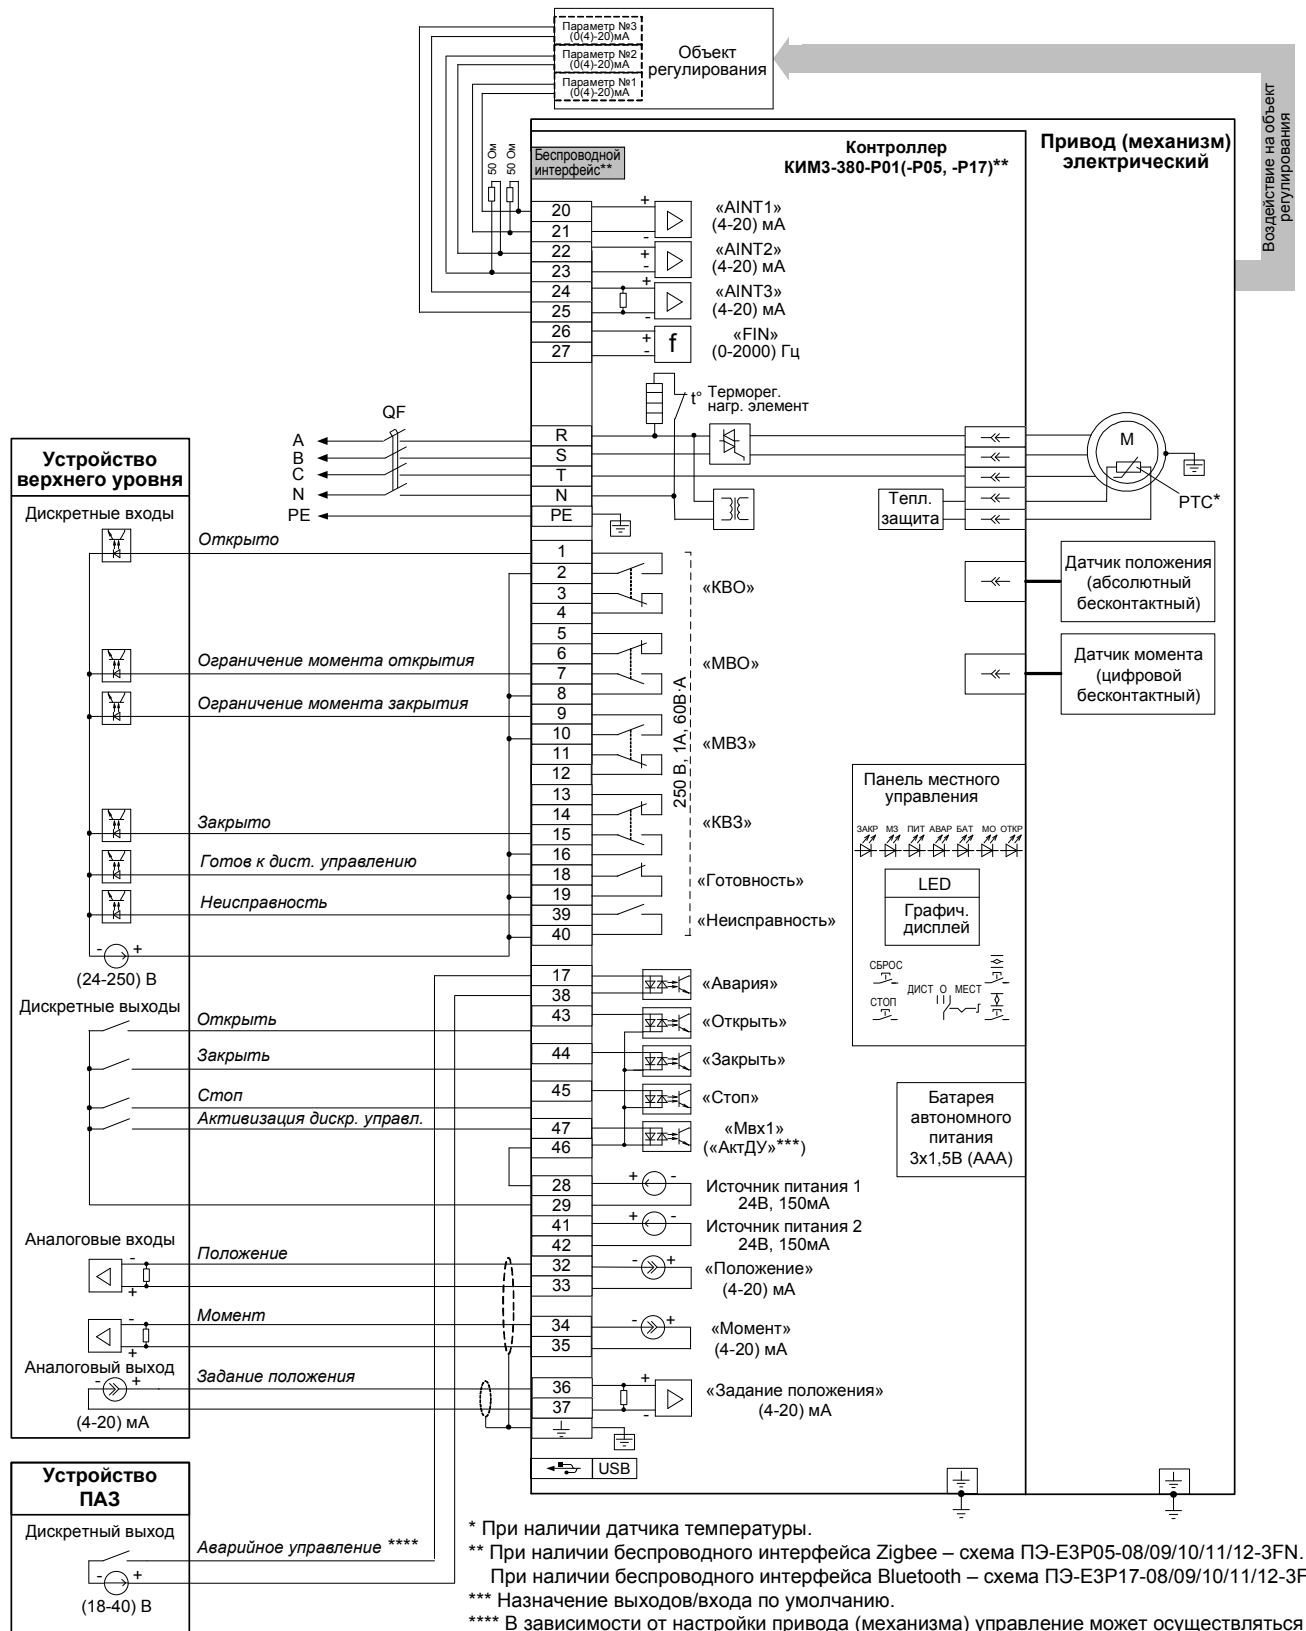 Параметр №3
(0(4)-20)мА
Параметр №2
(0(4)-20)мА
Параметр №1
(0(4)-20)мА
Объект
регулирования
Воздействие на объект
регулирования
50 Ом
50 Ом
Беспроводной
интерфейс**
Контроллер
КИМ3-380-Р01(-Р05, -Р17)**
Привод (механизм)
электрический
20
21
22
23
24
25
26
27
+
-
«AINT1»
(4-20) мА
+
-
«AINT2»
(4-20) мА
+
-
«AINT3»
(4-20) мА
+
-
f
«FIN»
(0-2000) Гц
t°
Терморег.
нагр. элемент
QF
A
B
C
N
PE
R
S
T
N
PE
Тепл.
защита
M
PTC*
Датчик положения
(абсолютный
бесконтактный)
Датчик момента
(цифровой
бесконтактный)
Устройство
верхнего уровня
Дискретные входы
Открыто
Ограничение момента открытия
Ограничение момента закрытия
Закрыто
Готов к дист. управлению
Неисправность
- +
(24-250) В
1
2
3
4
5
6
7
8
9
10
11
12
13
14
15
16
18
19
39
40
«КВО»
«МВО»
«МВЗ»
«КВЗ»
«Готовность»
«Неисправность»
250 В, 1А, 60В·А
Панель местного
управления
ЗАКР МЗ ПИТ АВАР БАТ МО ОТКР
LED
Графич.
дисплей
СБРОС
СТОП
ДИСТ О МЕСТ
Дискретные выходы
Открыть
Закрыть
Стоп
Активизация дискр. управл.
17
38
43
44
45
47
46
28
29
41
42
32
33
34
35
36
37
«Авария»
«Открыть»
«Закрыть»
«Стоп»
«Мвх1»
(«АктДУ»***)
+ -
Источник питания 1
24В, 150мА
+ -
Источник питания 2
24В, 150мА
- +
«Положение»
(4-20) мА
- +
«Момент»
(4-20) мА
+
-
«Задание положения»
(4-20) мА
Батарея
автономного
питания
3х1,5В (ААА)
Аналоговые входы
Положение
-
+
Момент
-
+
Аналоговый выход
Задание положения
- +
(4-20) мА
USB
Устройство
ПАЗ
Дискретный выход
Аварийное управление ****
- +
(18-40) В
* При наличии датчика температуры.
** При наличии беспроводного интерфейса Zigbee – схема ПЭ-Е3Р05-08/09/10/11/12-3FN.
При наличии беспроводного интерфейса Bluetooth – схема ПЭ-Е3Р17-08/09/10/11/12-3F
*** Назначение выходов/входа по умолчанию.
**** В зависимости от настройки привода (механизма) управление может осуществляться